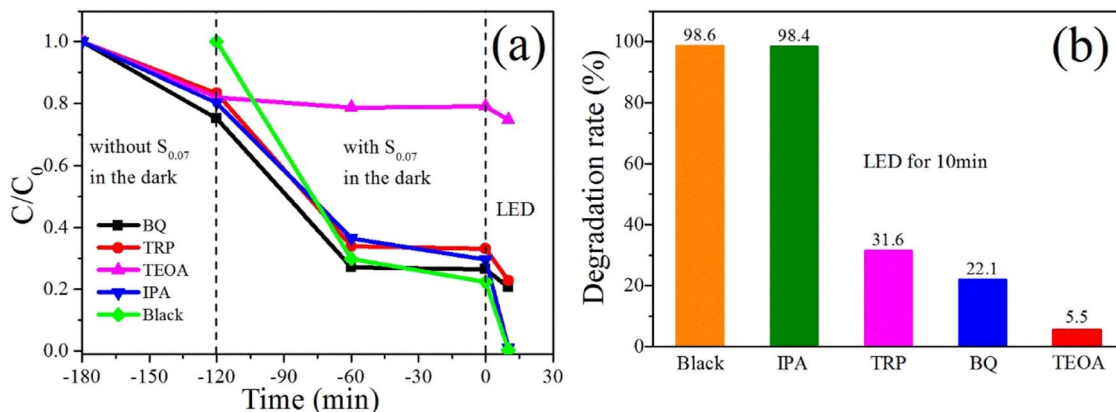 (a)
1.0
0.8
0.6
0.4
0.2
0.0
C/C0
without S0.07
in the dark
with S0.07
in the dark
LED
BQ
TRP
TEOA
IPA
Black
-180 -150 -120 -90 -60 -30 0 30
Time (min)
(b)
100
80
60
40
20
0
Degradation rate (%)
98.6 98.4 31.6 22.1 5.5
LED for 10min
Black IPA TRP BQ TEOA